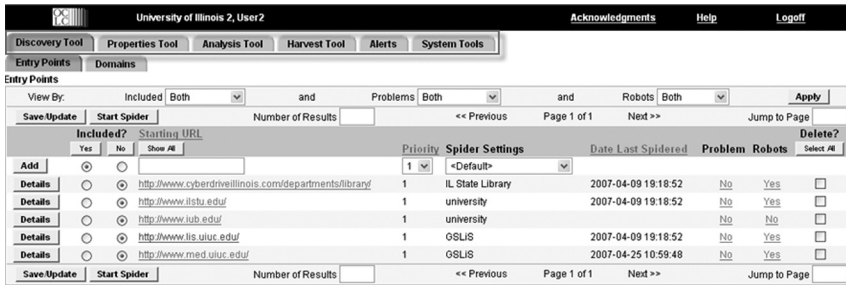 OCLC University of Illinois 2, User2 Acknowledgments Help Logoff
Discovery Tool Properties Tool Analysis Tool Harvest Tool Alerts System Tools
Entry Points Domains
Entry Points
View By: Included Both and Problems Both and Robots Both Apply
Save/Update Start Spider Number of Results << Previous Page 1 of 1 Next >> Jump to Page
Included? Starting URL Delete?
Yes No Show All Priority Spider Settings Date Last Spidered Problem Robots Select All
Add 1 <Default>
Details http://www.cyberdriveillinois.com/departments/library/ 1 IL State Library 2007-04-09 19:18:52 No Yes
Details http://www.ilstu.edu/ 1 university 2007-04-09 19:18:52 No Yes
Details http://www.iub.edu/ 1 university No No
Details http://www.lis.uiuc.edu/ 1 GSLiS 2007-04-09 19:18:52 No Yes
Details http://www.med.uiuc.edu/ 1 GSLiS 2007-04-25 10:59:48 No Yes
Save/Update Start Spider Number of Results << Previous Page 1 of 1 Next >> Jump to Page